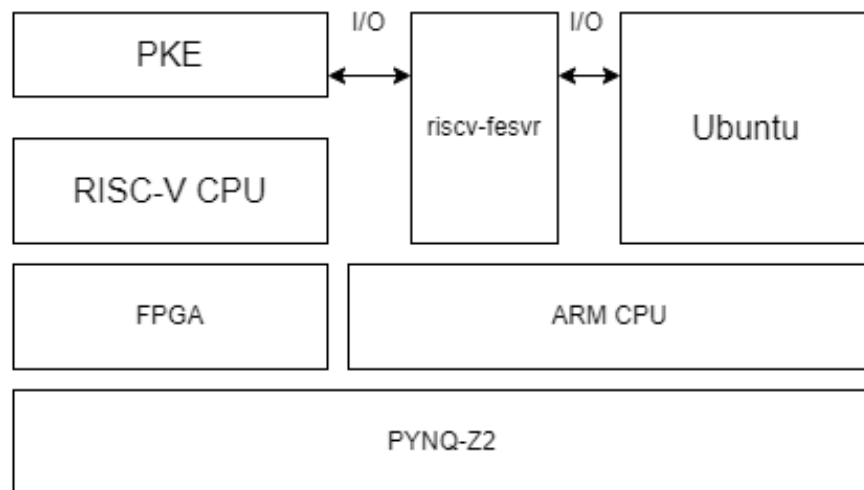 I/O
I/O
PKE
riscv-fesvr
Ubuntu
RISC-V CPU
FPGA
ARM CPU
PYNQ-Z2